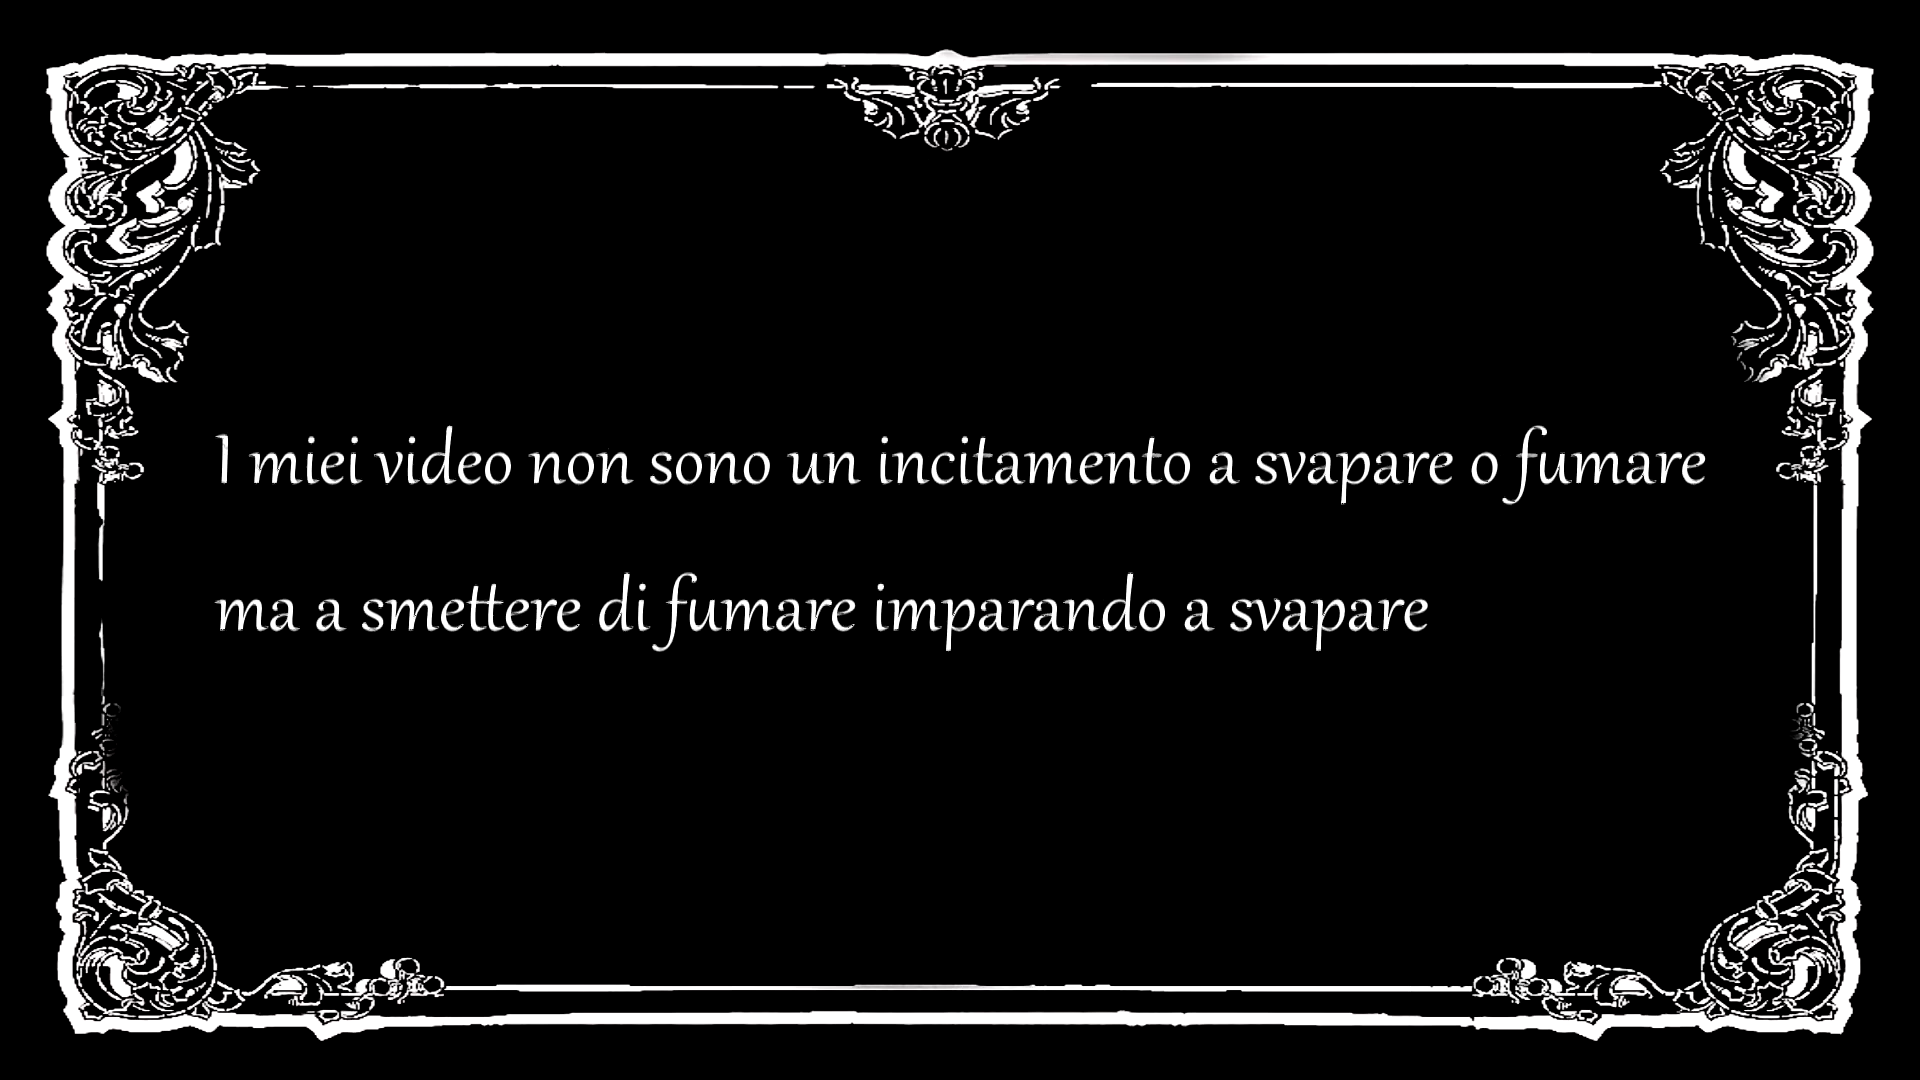 I miei video non sono un incitamento a svapare o fumare
ma a smettere di fumare imparando a svapare